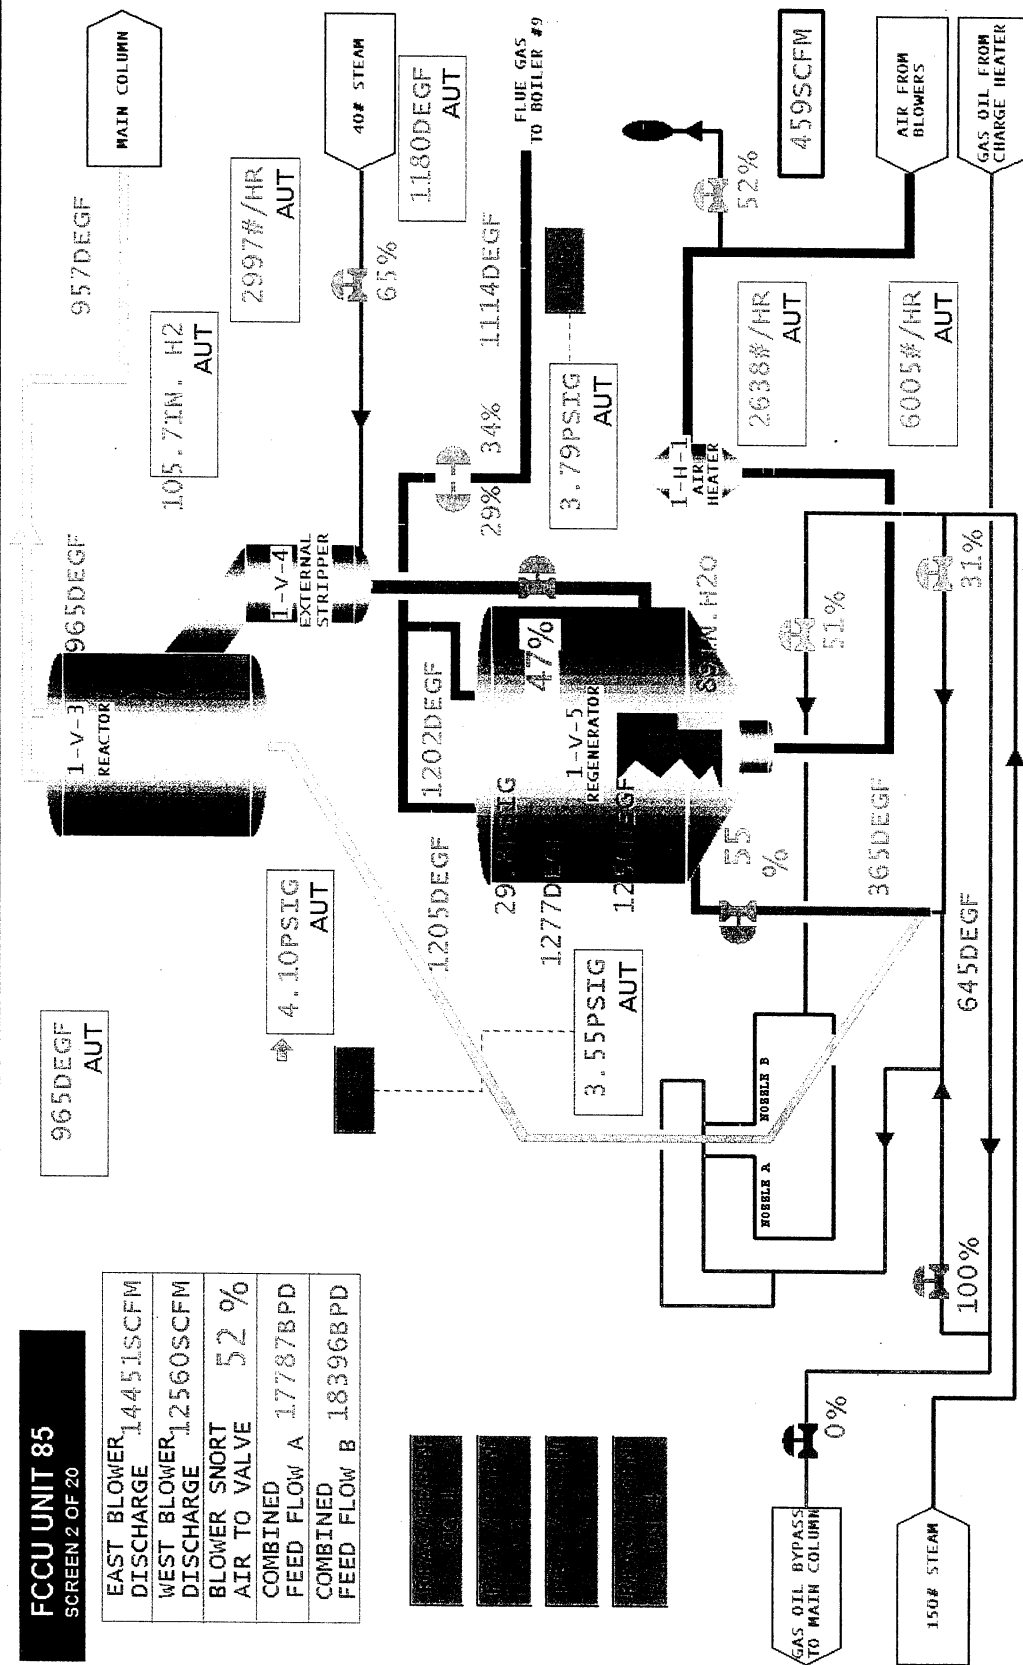 FCCU UNIT 85
SCREEN 2 OF 20
EAST BLOWER
DISCHARGE 14451SCFM
WEST BLOWER
DISCHARGE 12560SCFM
BLOWER SNORT
AIR TO VALVE 52 %
COMBINED
FEED FLOW A 17787BPD
COMBINED
FEED FLOW B 18396BPD
965DEGF
AUT
4.10PSIG
AUT
3.55PSIG
AUT
1-V-3
REACTOR
965DEGF
957DEGF
MAIN COLUMN
105.7IN. H2
AUT
2997#/HR
AUT
40# STEAM
65%
1-V-4
EXTERNAL
STRIPPER
1180DEGF
AUT
1205DEGF
1202DEGF
29% 34%
1114DEGF
FLUE GAS
TO BOILER #9
3.79PSIG
AUT
47%
1-V-5
REGENERATOR
1277DE
55
%
365DEGF
1-H-1
AIR
HEATER
52%
459SCFM
2638#/HR
AUT
6005#/HR
AUT
AIR FROM
BLOWERS
GAS OIL FROM
CHARGE HEATER
51%
31%
645DEGF
NOZZLE A
NOZZLE B
100%
0%
GAS OIL BYPASS
TO MAIN COLUMN
150# STEAM